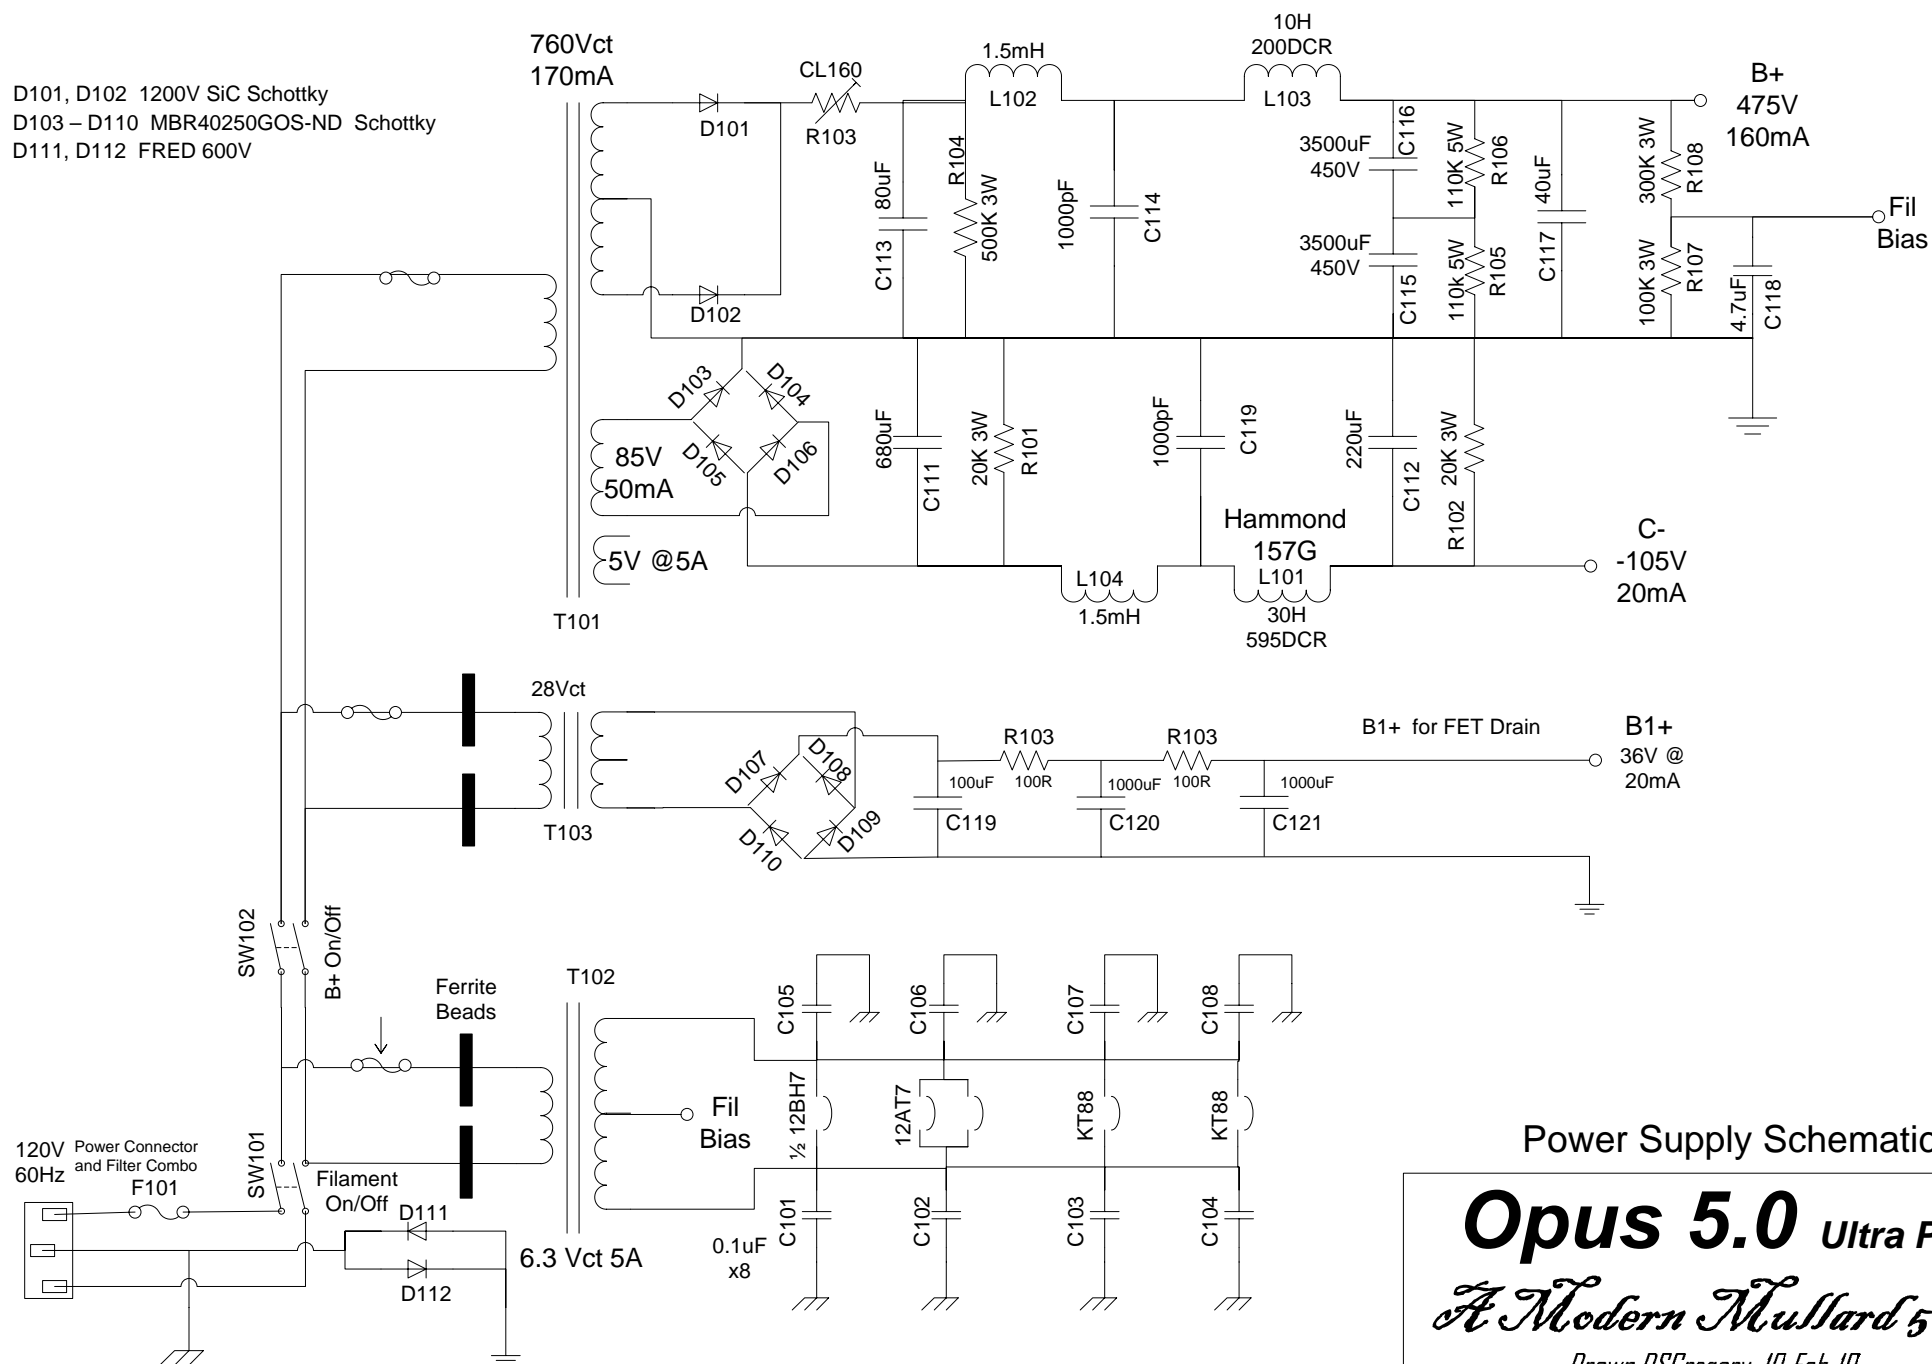 D101, D102 1200V SiC Schottky
D103 – D110 MBR40250GOS-ND Schottky
D111, D112 FRED 600V
760Vct
170mA
D101
D102
CL160
R103
1.5mH
L102
10H
200DCR
L103
B+
475V
160mA
80uF
C113
R104
500K 3W
1000pF
C114
3500uF
450V
C116
3500uF
450V
C115
110K 5W
R106
110k 5W
R105
40uF
C117
300K 3W
R108
100K 3W
R107
4.7uF
C118
Fil
Bias
D103
D104
D105
D106
85V
50mA
5V @5A
T101
680uF
C111
20K 3W
R101
1000pF
C119
220uF
C112
20K 3W
R102
L104
1.5mH
Hammond
157G
L101
30H
595DCR
C-
-105V
20mA
28Vct
T103
D107
D108
D109
D110
R103
100R
R103
100R
B1+ for FET Drain
B1+
36V @
20mA
100uF
C119
1000uF
C120
1000uF
C121
SW102
B+ On/Off
Ferrite
Beads
T102
Fil
Bias
6.3 Vct 5A
C105
C106
C107
C108
½ 12BH7
12AT7
KT88
KT88
C101
C102
C103
C104
0.1uF
x8
120V
60Hz
Power Connector
and Filter Combo
F101
SW101
Filament
On/Off
D111
D112
Power Supply Schematic
Opus 5.0 Ultra
A Modern Mullard 5
Drawn DSGregory 10 Feb 10